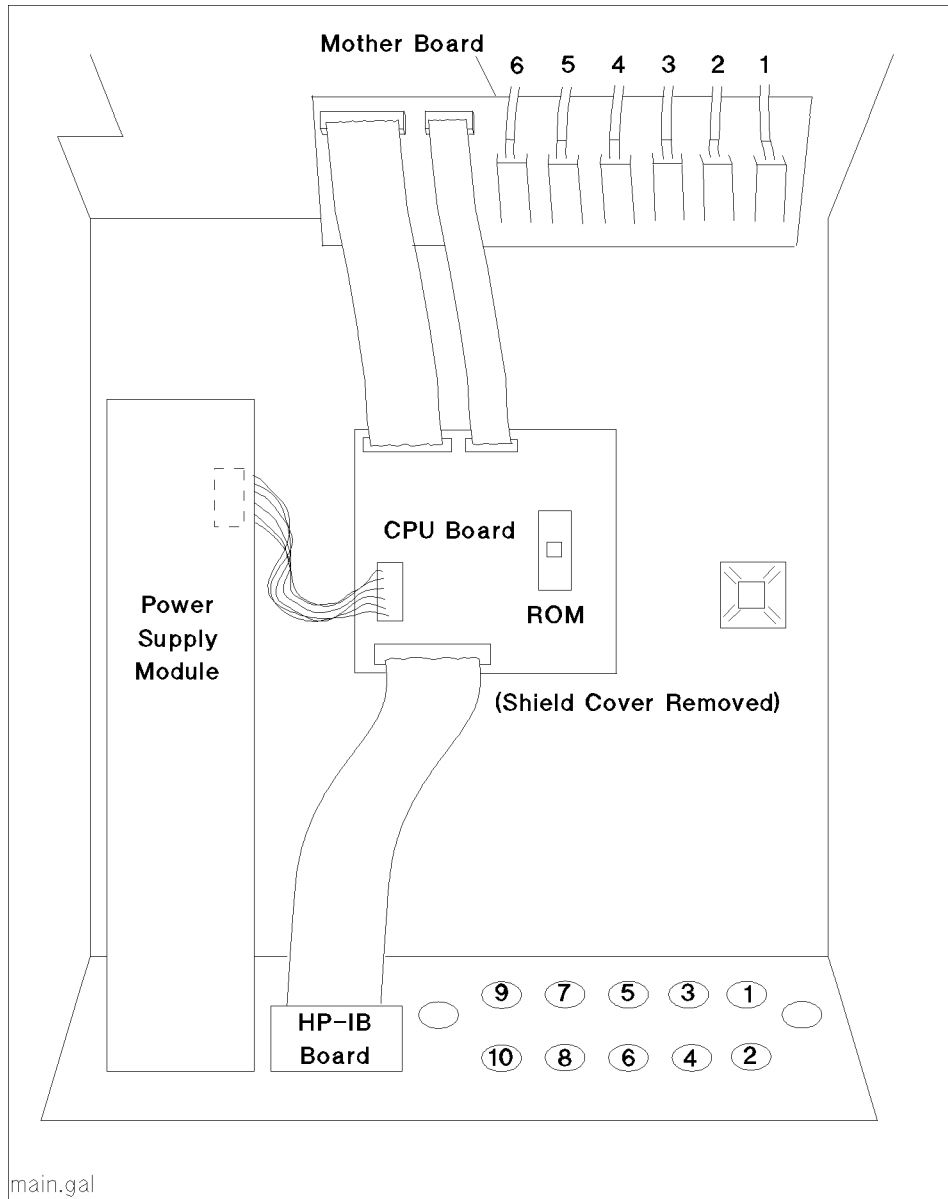 Mother Board
6 5 4 3 2 1
CPU Board
ROM
Power
Supply
Module
(Shield Cover Removed)
9 7 5 3 1
HP-IB
Board
10 8 6 4 2
main.gal